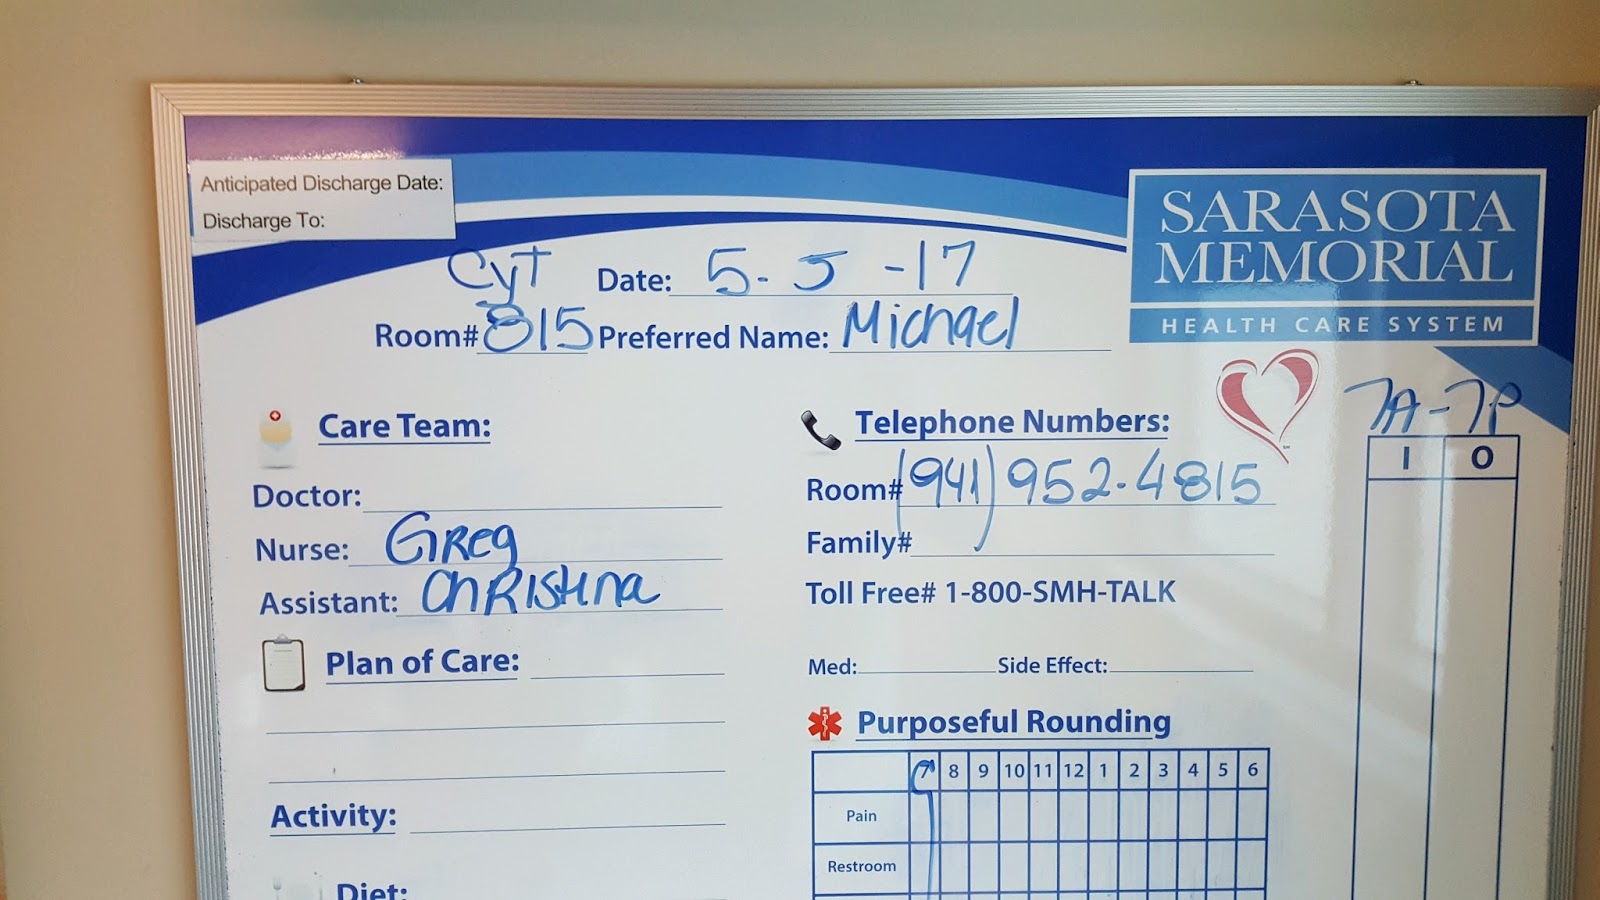 Anticipated Discharge Date:
Discharge To:
SARASOTA
MEMORIAL
HEALTH CARE SYSTEM
CyT
Date: 5-5-17
Room# 815 Preferred Name: Michael
Care Team:
Doctor:
Nurse: Greg
Assistant: Christina
Plan of Care:
Activity:
Diet:
Telephone Numbers:
Room# (941) 952-4815
Family#
Toll Free# 1-800-SMH-TALK
Med: Side Effect:
Purposeful Rounding
7 8 9 10 11 12 1 2 3 4 5 6
Pain
Restroom
7A-7P
I O